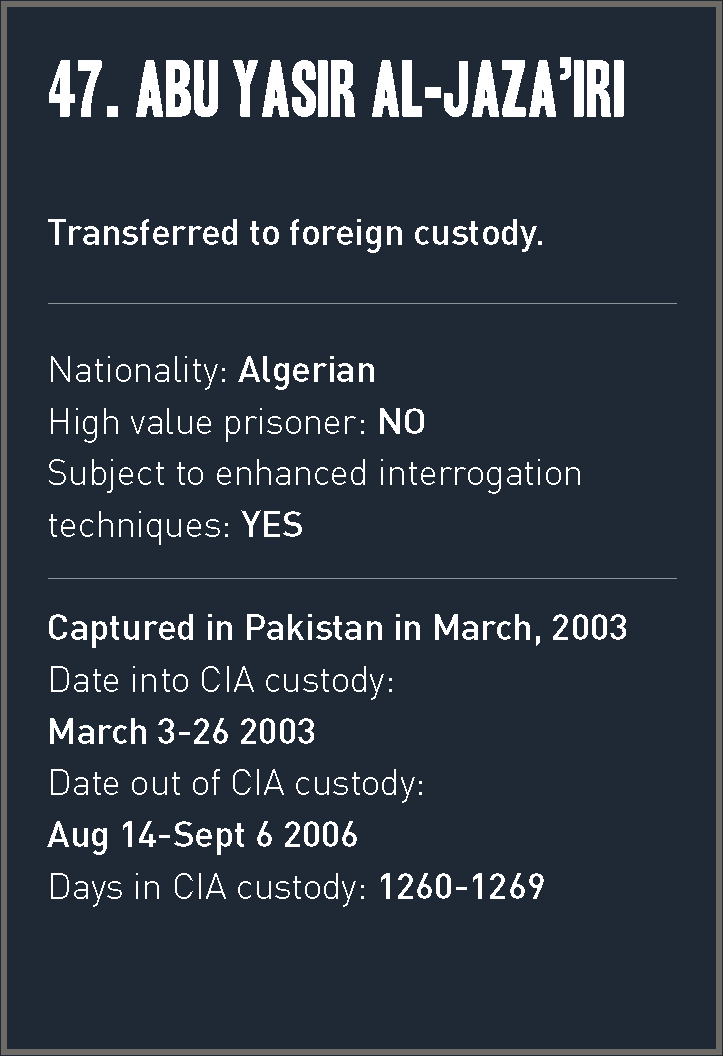 47. ABU YASIR AL-JAZA’IRI
Transferred to foreign custody.
Nationality: Algerian
High value prisoner: NO
Subject to enhanced interrogation
techniques: YES
Captured in Pakistan in March, 2003
Date into CIA custody:
March 3-26 2003
Date out of CIA custody:
Aug 14-Sept 6 2006
Days in CIA custody: 1260-1269